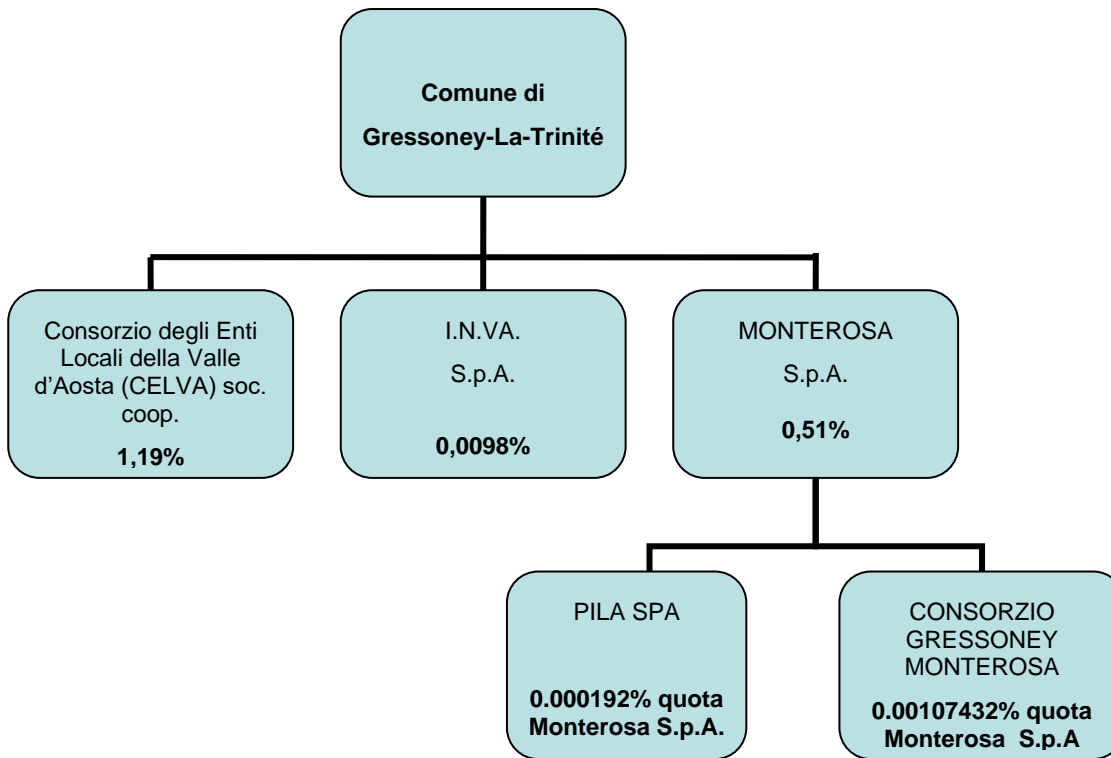 Comune di
Gressoney-La-Trinité
Consorzio degli Enti
Locali della Valle
d’Aosta (CELVA) soc.
coop.
1,19%
I.N.VA.
S.p.A.
0,0098%
MONTEROSA
S.p.A.
0,51%
PILA SPA
0.000192% quota
Monterosa S.p.A.
CONSORZIO
GRESSONEY
MONTEROSA
0.00107432% quota
Monterosa S.p.A